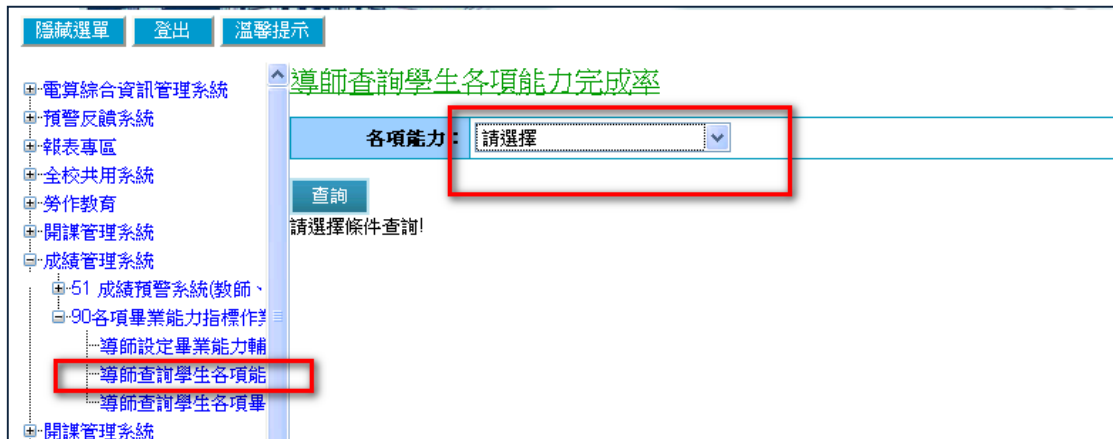 隱藏選單 登出 溫馨提示
電算綜合資訊管理系統
預警反饋系統
報表專區
全校共用系統
勞作教育
開課管理系統
成績管理系統
51 成績預警系統(教師、
90各項畢業能力指標作業
導師設定畢業能力輔
導師查詢學生各項能
導師查詢學生各項畢
開課管理系統
導師查詢學生各項能力完成率
各項能力： 請選擇
查詢
請選擇條件查詢!